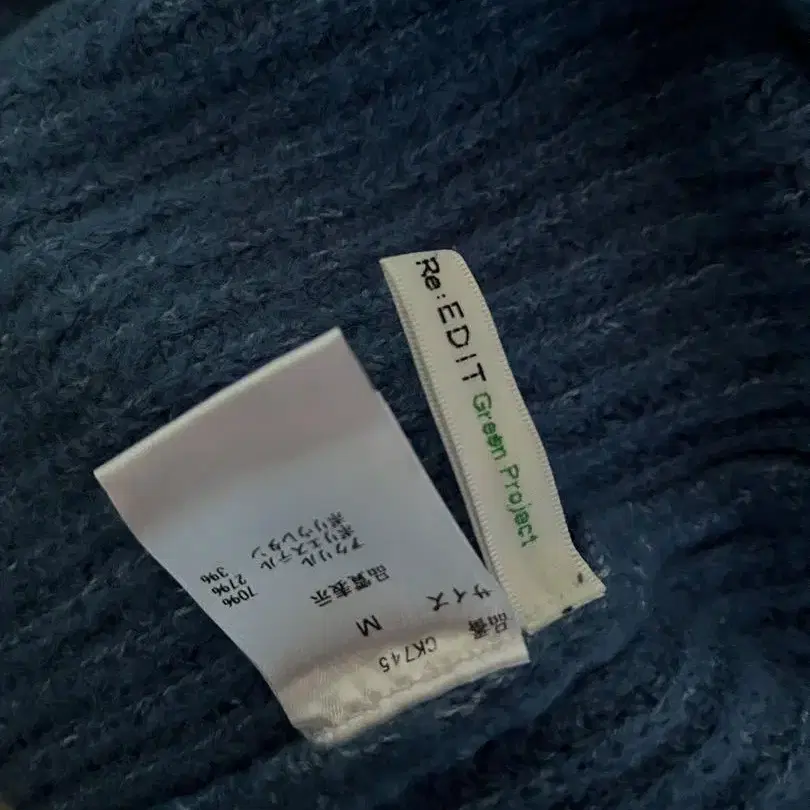 Re:EDIT Green Project
品番 CK745
サイズ M
品質表示
アクリル 70%
ポリエステル 27%
ポリウレタン 3%